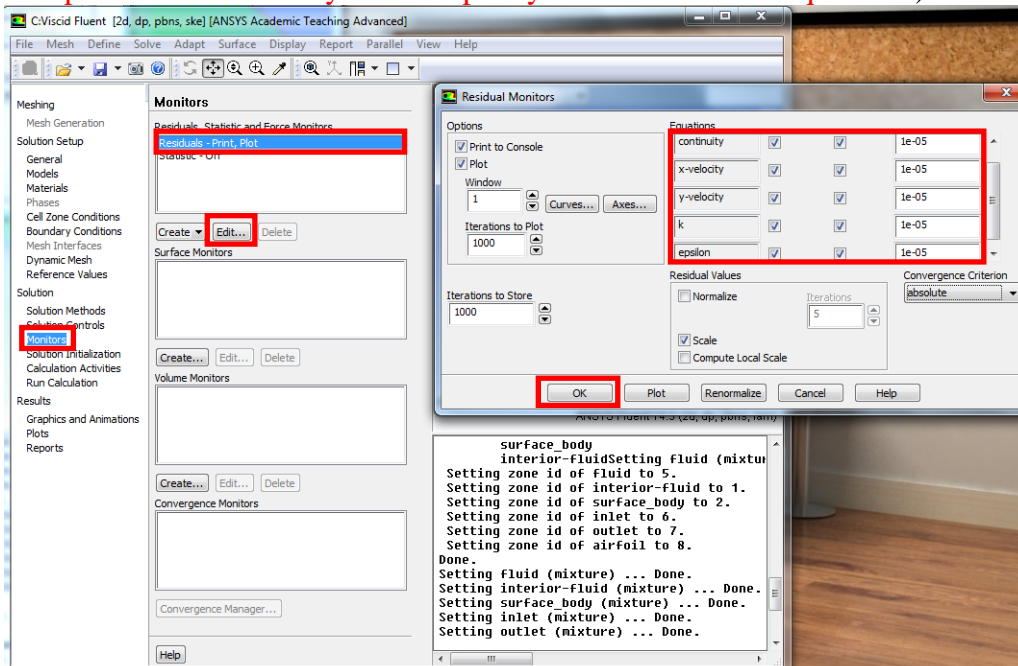 C:Viscid Fluent [2d, dp, pbns, ske] [ANSYS Academic Teaching Advanced]
File Mesh Define Solve Adapt Surface Display Report Parallel View Help
Meshing
Mesh Generation
Solution Setup
General
Models
Materials
Phases
Cell Zone Conditions
Boundary Conditions
Mesh Interfaces
Dynamic Mesh
Reference Values
Solution
Solution Methods
Solution Controls
Monitors
Solution Initialization
Calculation Activities
Run Calculation
Results
Graphics and Animations
Plots
Reports
Monitors
Residuals, Statistic and Force Monitors
Residuals - Print, Plot
Statistic - Off
Create Edit... Delete
Surface Monitors
Create... Edit... Delete
Volume Monitors
Create... Edit... Delete
Convergence Monitors
Convergence Manager...
Help
Residual Monitors
Options
Print to Console
Plot
Window
1
Curves... Axes...
Iterations to Plot
1000
Iterations to Store
1000
Equations
continuity 1e-05
x-velocity 1e-05
y-velocity 1e-05
k 1e-05
epsilon 1e-05
Residual Values
Normalize
Iterations
5
Scale
Compute Local Scale
Convergence Criterion
absolute
OK Plot Renormalize Cancel Help
surface_body
interior-fluidSetting fluid (mixtur
Setting zone id of fluid to 5.
Setting zone id of interior-fluid to 1.
Setting zone id of surface_body to 2.
Setting zone id of inlet to 6.
Setting zone id of outlet to 7.
Setting zone id of airfoil to 8.
Done.
Setting fluid (mixture) ... Done.
Setting interior-fluid (mixture) ... Done.
Setting surface_body (mixture) ... Done.
Setting inlet (mixture) ... Done.
Setting outlet (mixture) ... Done.